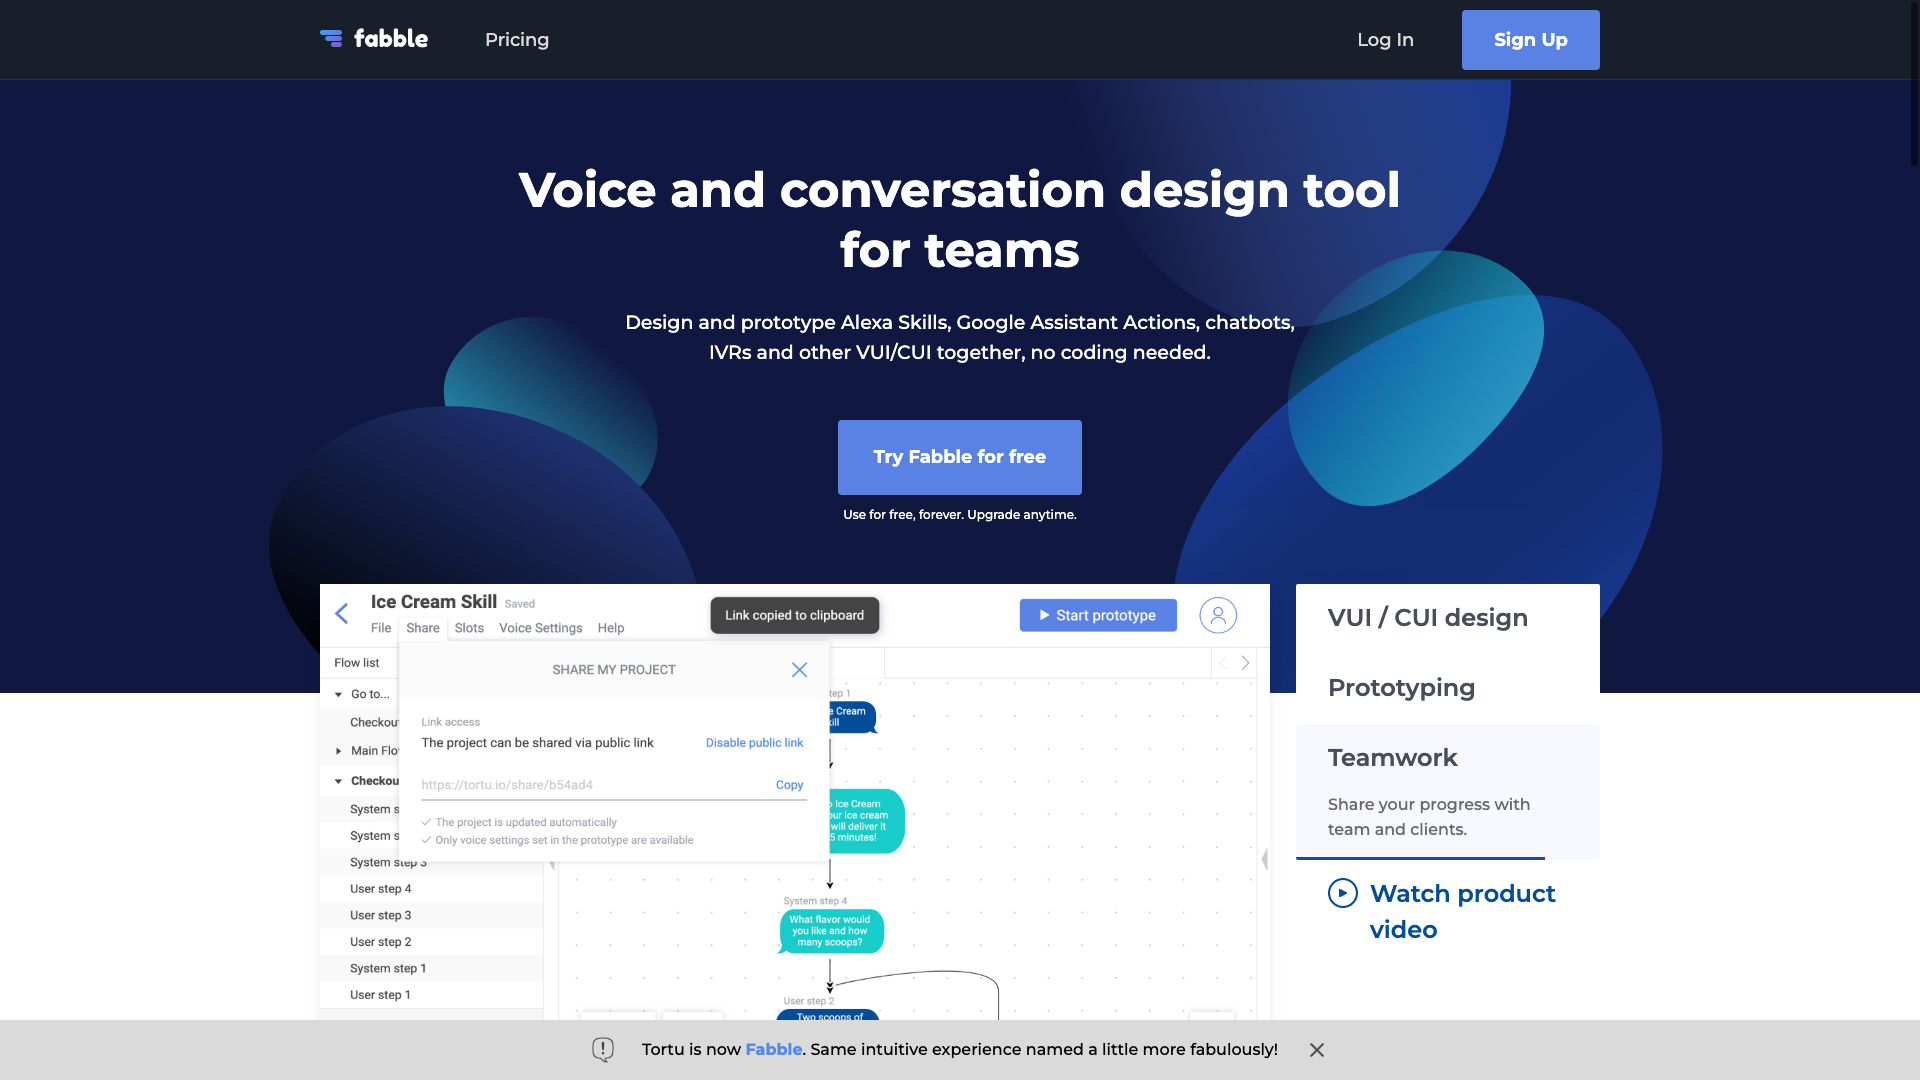 fabble
Pricing
Log In
Sign Up
Voice and conversation design tool
for teams
Design and prototype Alexa Skills, Google Assistant Actions, chatbots,
IVRs and other VUI/CUI together, no coding needed.
Try Fabble for free
Use for free, forever. Upgrade anytime.
Ice Cream Skill Saved
File Share Slots Voice Settings Help
Link copied to clipboard
Start prototype
Flow list
Go to...
Checkou
Main Flo
Checkou
System s
System s
System step 3
User step 4
User step 3
User step 2
System step 1
User step 1
SHARE MY PROJECT
Link access
The project can be shared via public link
Disable public link
https://tortu.io/share/b54ad4
Copy
The project is updated automatically
Only voice settings set in the prototype are available
tep 1
e Cream
kill
o Ice Cream
our ice cream
will deliver it
5 minutes!
System step 4
What flavor would
you like and how
many scoops?
User step 2
Two scoops of
VUI / CUI design
Prototyping
Teamwork
Share your progress with
team and clients.
Watch product
video
Tortu is now Fabble. Same intuitive experience named a little more fabulously!